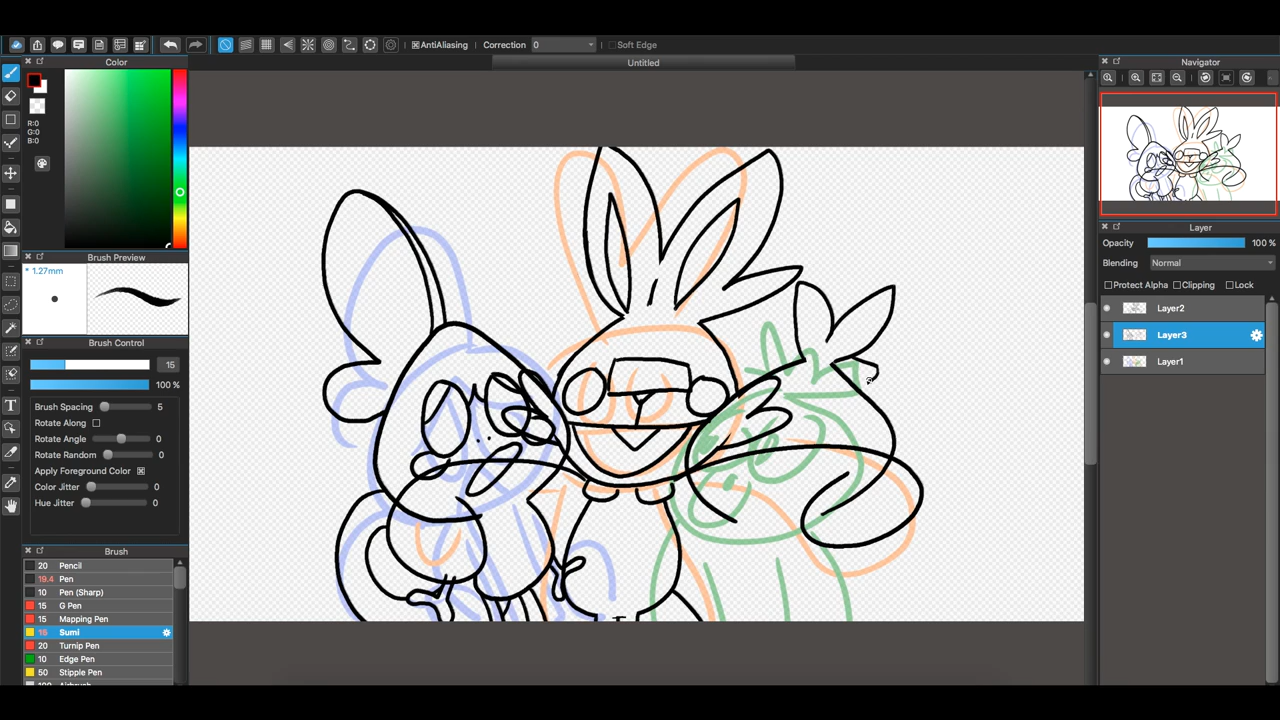 AntiAliasing Correction 0 Soft Edge
Color
Untitled
Navigator
R:0
G:0
B:0
Brush Preview
* 1.27mm
Brush Control
15
100 %
Brush Spacing 5
Rotate Along
Rotate Angle 0
Rotate Random 0
Apply Foreground Color
Color Jitter 0
Hue Jitter 0
Brush
20 Pencil
19.4 Pen
10 Pen (Sharp)
15 G Pen
15 Mapping Pen
15 Sumi
20 Turnip Pen
10 Edge Pen
50 Stipple Pen
Layer
Opacity 100 %
Blending Normal
Protect Alpha Clipping Lock
Layer2
Layer3
Layer1